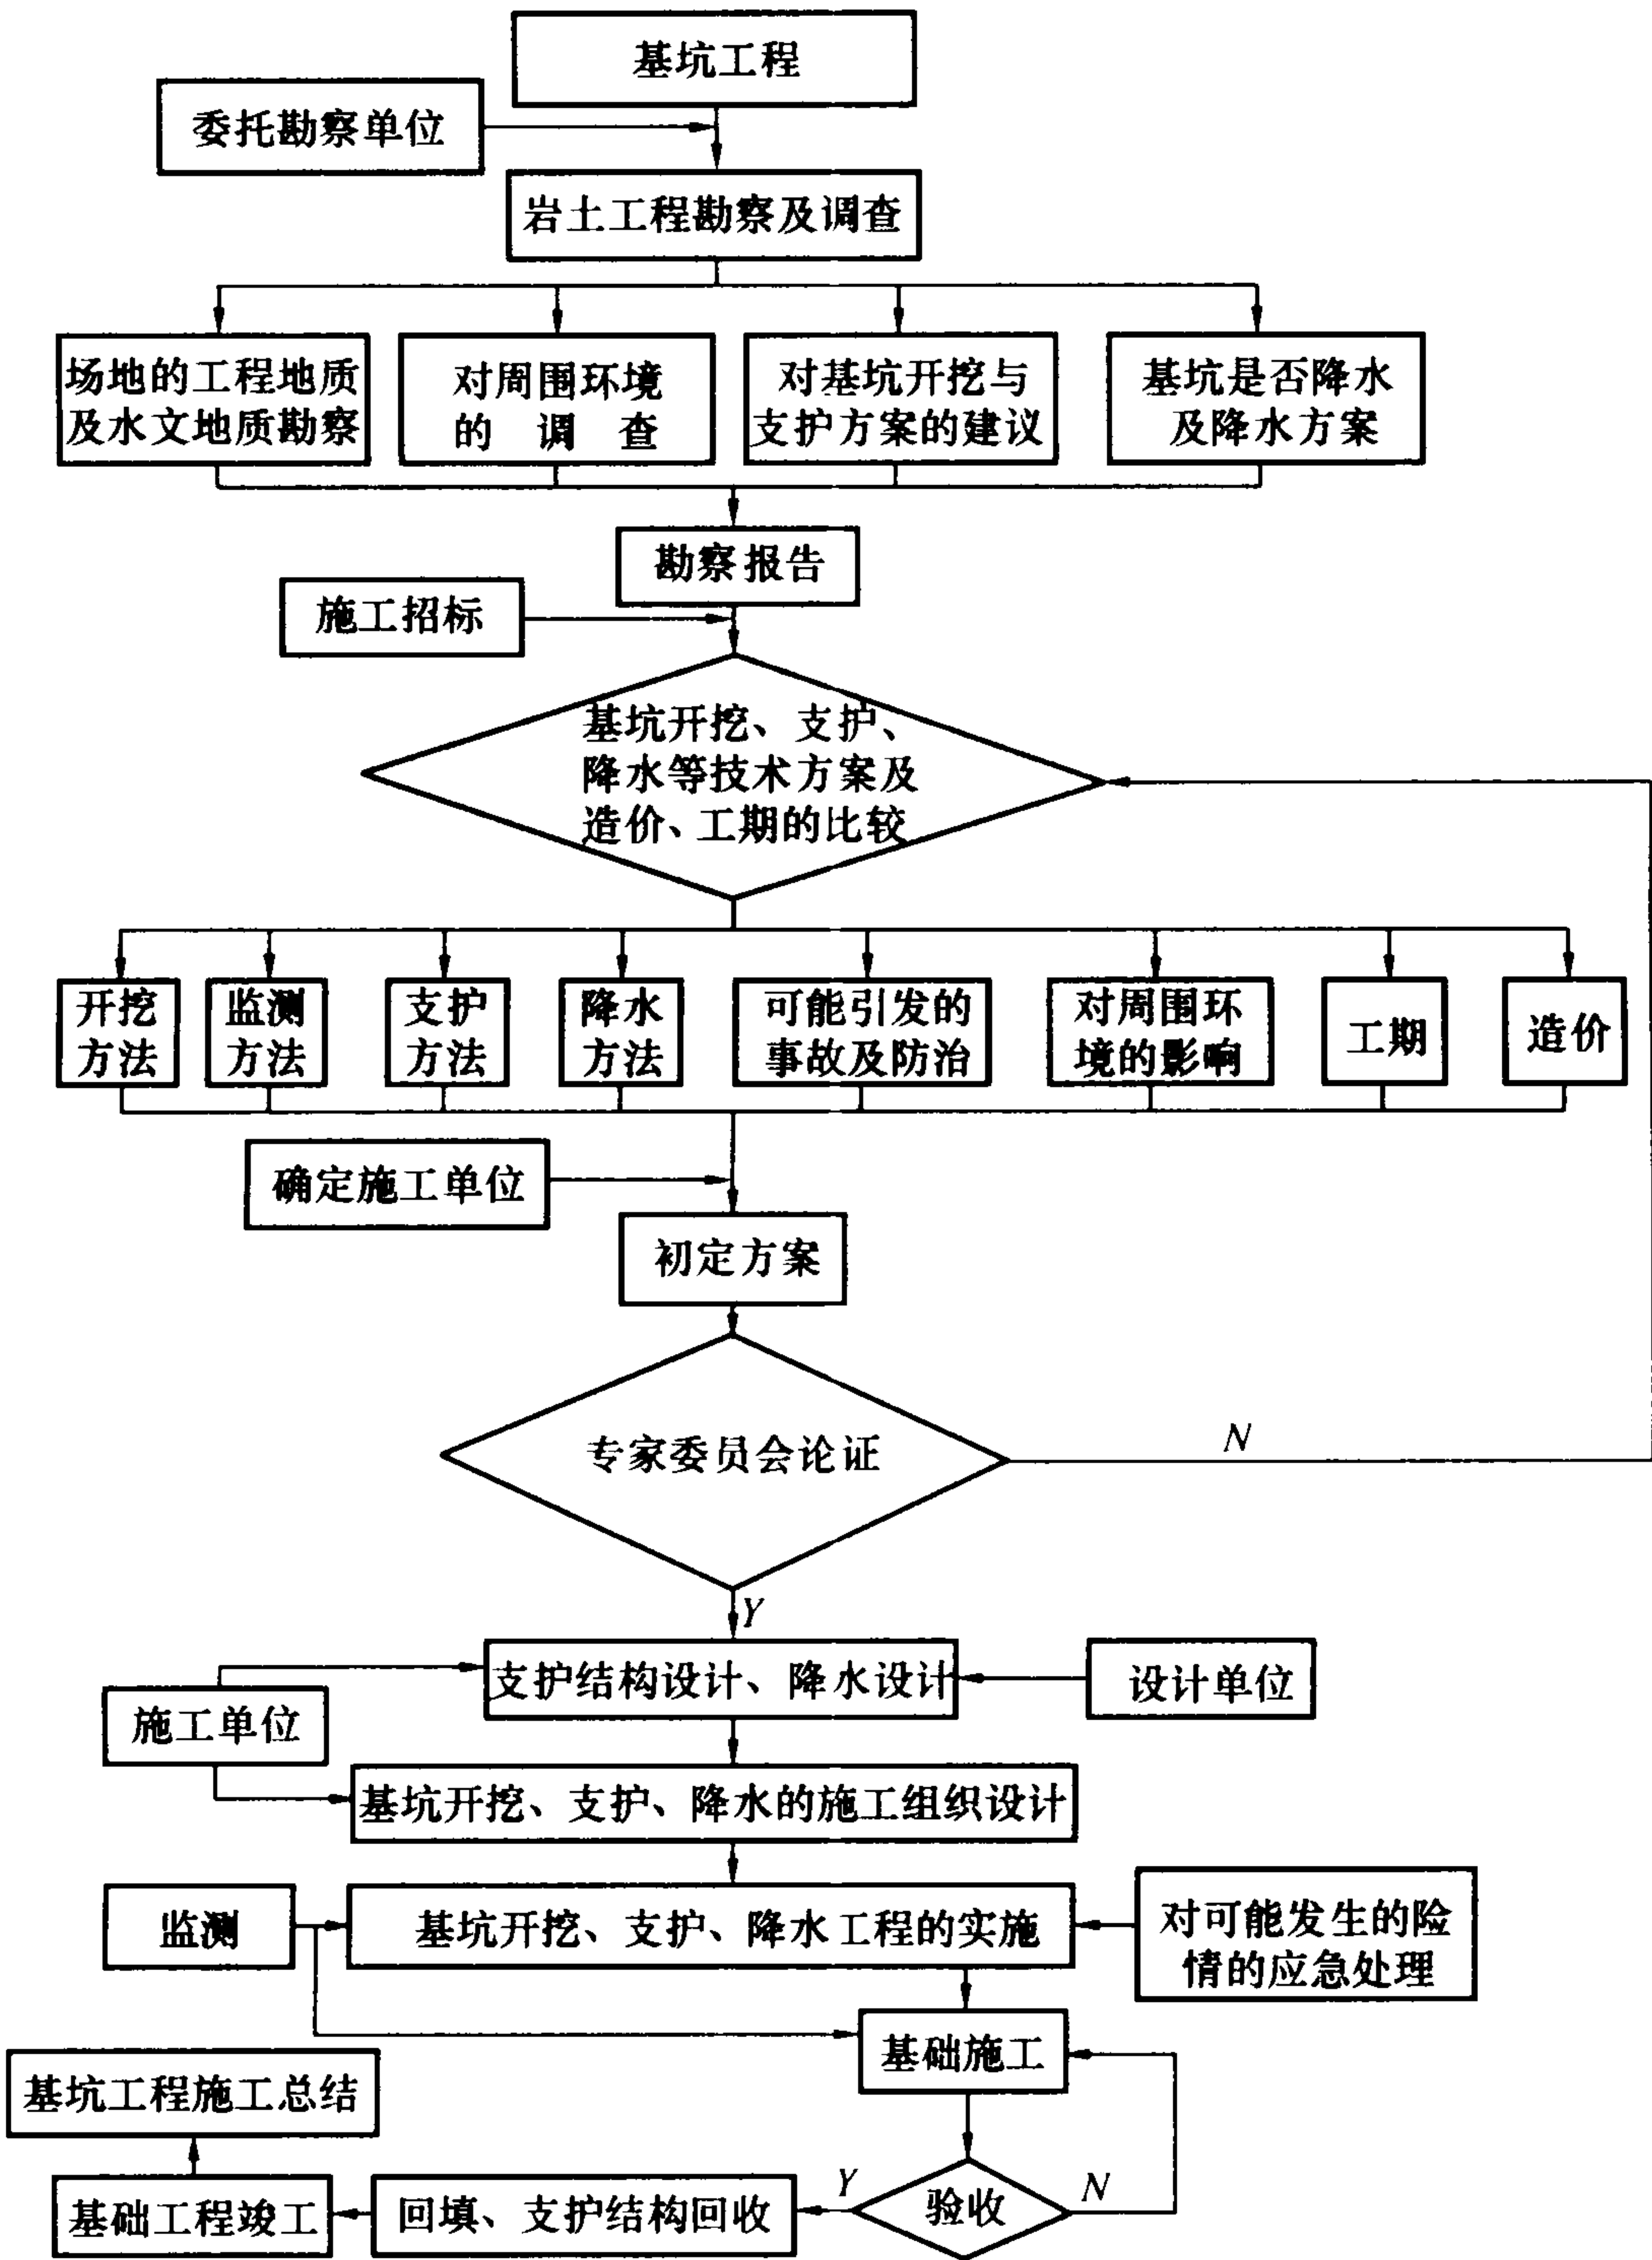 基坑工程
委托勘察单位
岩土工程勘察及调查
场地的工程地质
及水文地质勘察
对周围环境
的 调 查
对基坑开挖与
支护方案的建议
基坑是否降水
及降水方案
勘察报告
施工招标
基坑开挖、支护、
降水等技术方案及
造价、工期的比较
开挖
方法
监测
方法
支护
方法
降水
方法
可能引发的
事故及防治
对周围环
境的影响
工期
造价
确定施工单位
初定方案
专家委员会论证
N
Y
支护结构设计、降水设计
设计单位
施工单位
基坑开挖、支护、降水的施工组织设计
监测
基坑开挖、支护、降水工程的实施
对可能发生的险
情的应急处理
基础施工
基坑工程施工总结
基础工程竣工
回填、支护结构回收
Y
验收
N